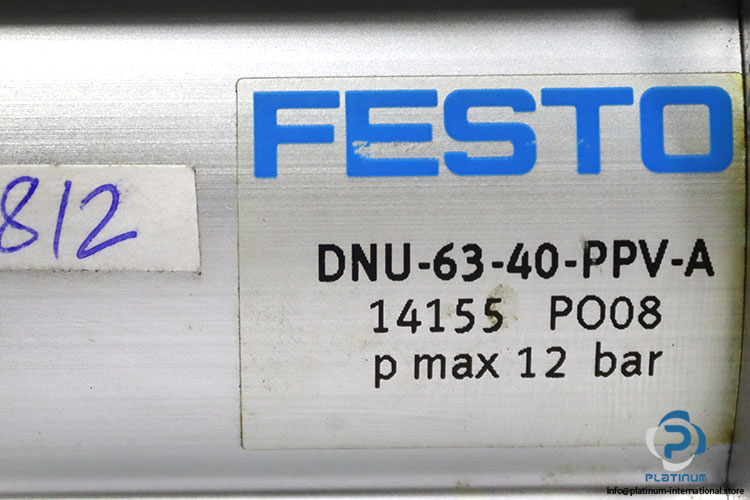 FESTO
812
DNU-63-40-PPV-A
14155 PO08
p max 12 bar
PLATINUM
info@platinum-international.store